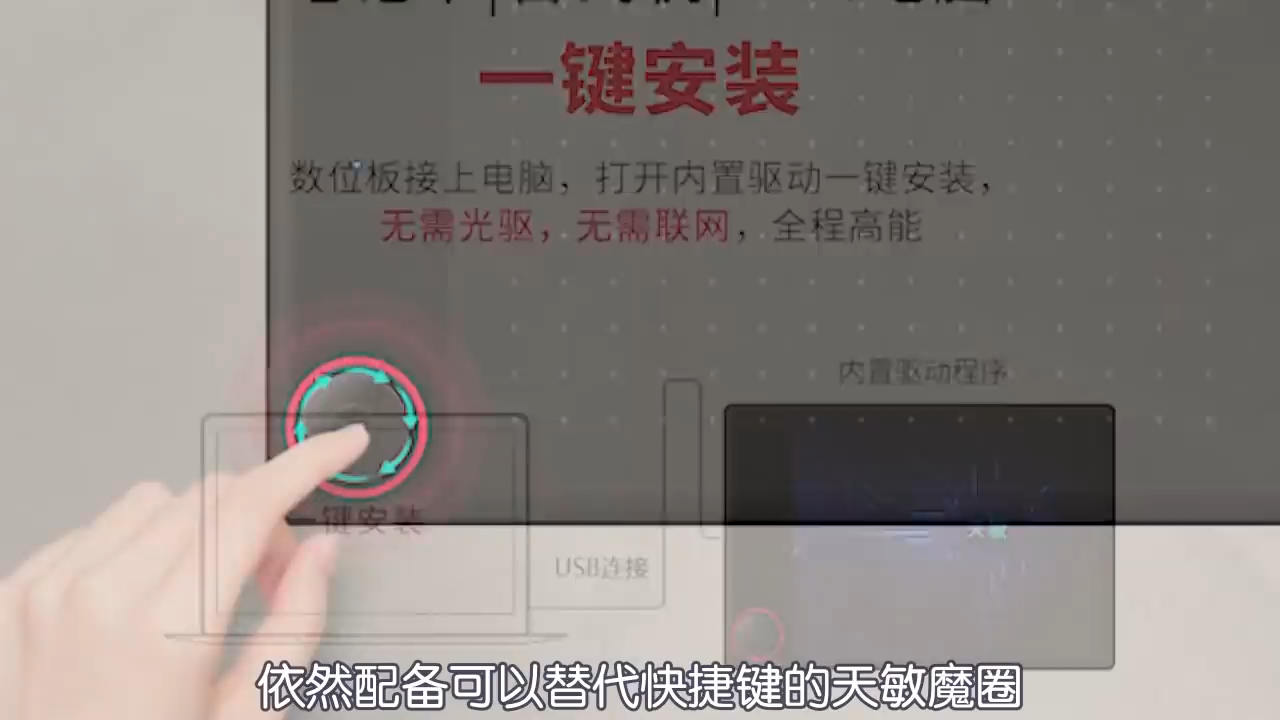 一键安装
数位板接上电脑，打开内置驱动一键安装，
无需光驱，无需联网，全程高能
内置驱动程序
一键安装
USB连接
依然配备可以替代快捷键的天敏魔圈